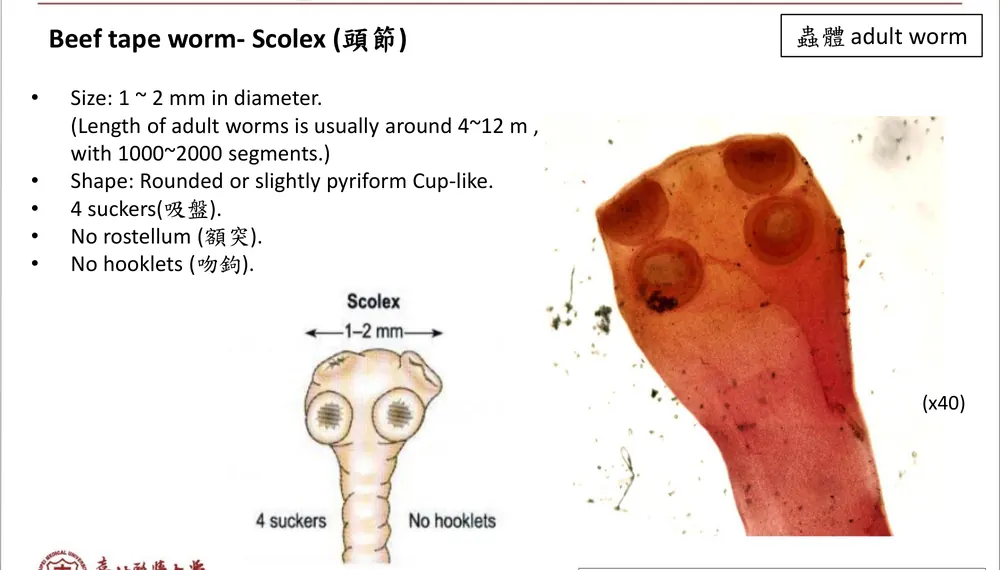 Beef tape worm- Scolex (頭節)
蟲體 adult worm
• Size: 1 ~ 2 mm in diameter.
(Length of adult worms is usually around 4~12 m ,
with 1000~2000 segments.)
• Shape: Rounded or slightly pyriform Cup-like.
• 4 suckers(吸盤).
• No rostellum (額突).
• No hooklets (吻鉤).
Scolex
1–2 mm
(x40)
4 suckers
No hooklets